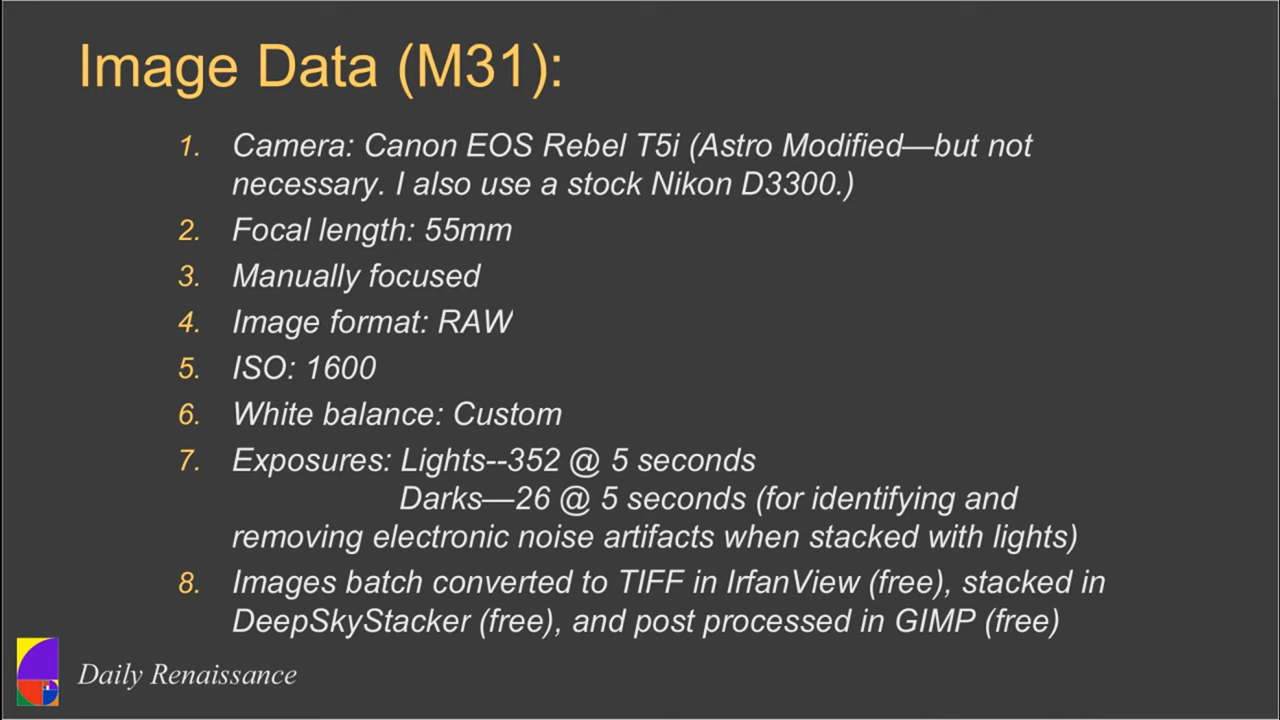 Image Data (M31):
1. Camera: Canon EOS Rebel T5i (Astro Modified—but not
necessary. I also use a stock Nikon D3300.)
2. Focal length: 55mm
3. Manually focused
4. Image format: RAW
5. ISO: 1600
6. White balance: Custom
7. Exposures: Lights--352 @ 5 seconds
Darks—26 @ 5 seconds (for identifying and
removing electronic noise artifacts when stacked with lights)
8. Images batch converted to TIFF in IrfanView (free), stacked in
DeepSkyStacker (free), and post processed in GIMP (free)
Daily Renaissance